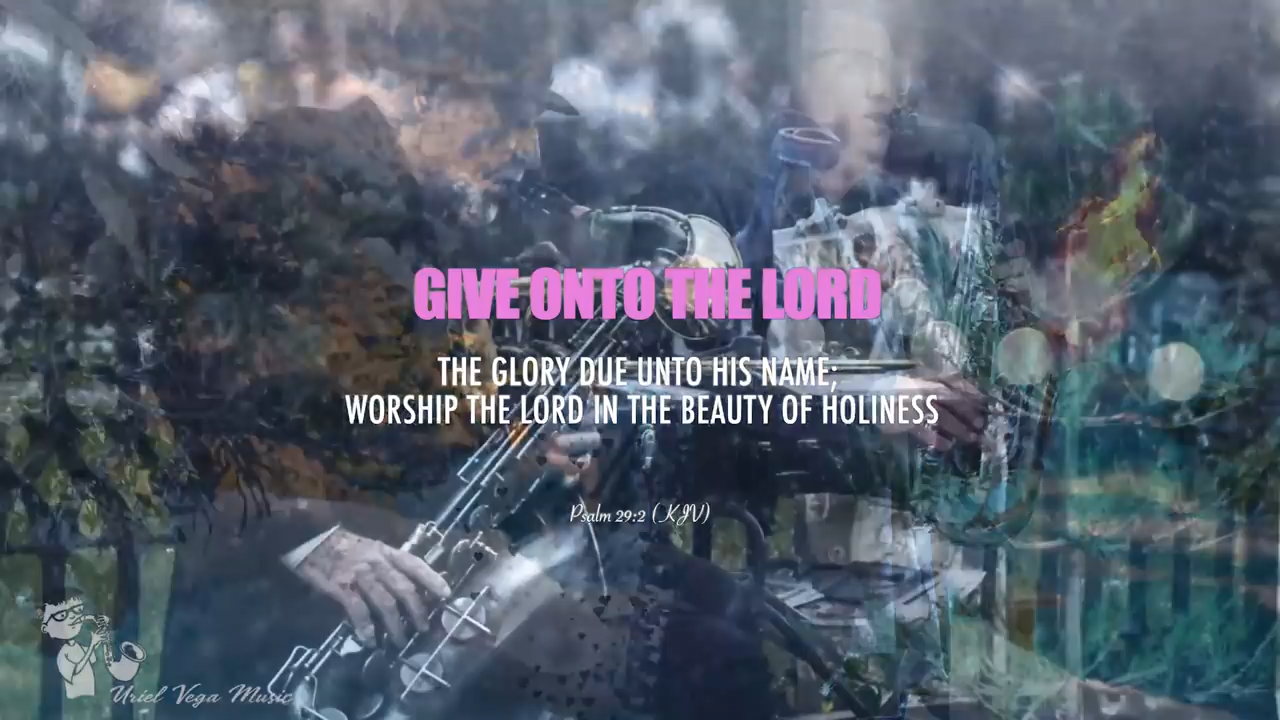 GIVE ONTO THE LORD
THE GLORY DUE UNTO HIS NAME;
WORSHIP THE LORD IN THE BEAUTY OF HOLINESS
Psalm 29:2 (KJV)
Uriel Vega Music